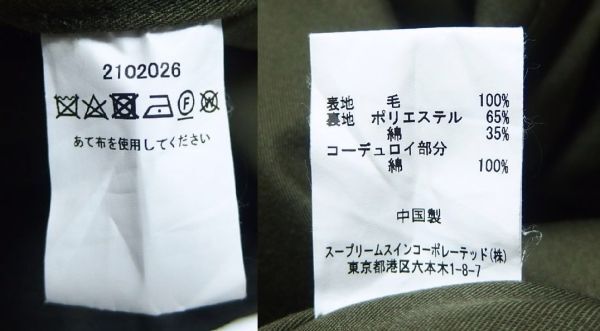 2102026
あて布を使用してください
表地 毛 100%
裏地 ポリエステル 65%
綿 35%
コーデュロイ部分
綿 100%
中国製
スープリームスインコーポレーテッド(株)
東京都港区六本木1-8-7